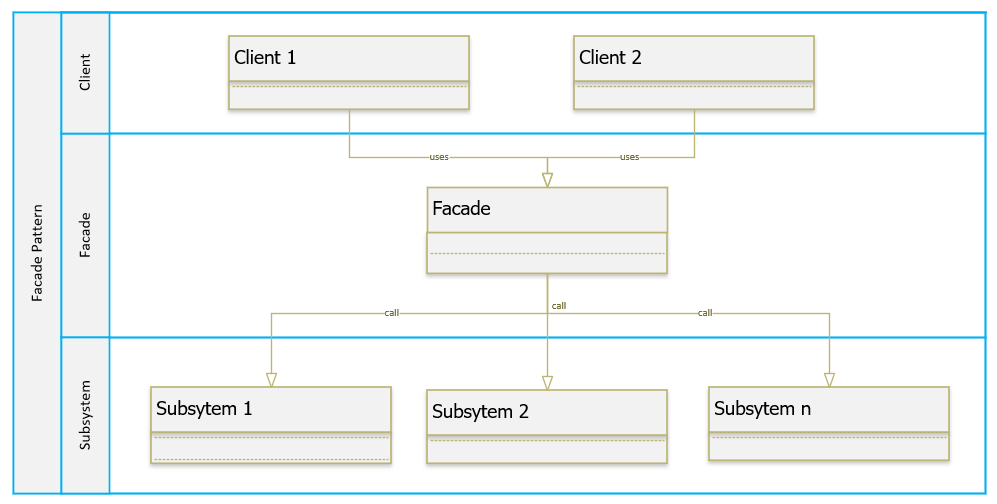 Facade Pattern
Client
Client 1
Client 2
uses
uses
Facade
Facade
call
call
call
Subsystem
Subsytem 1
Subsytem 2
Subsytem n